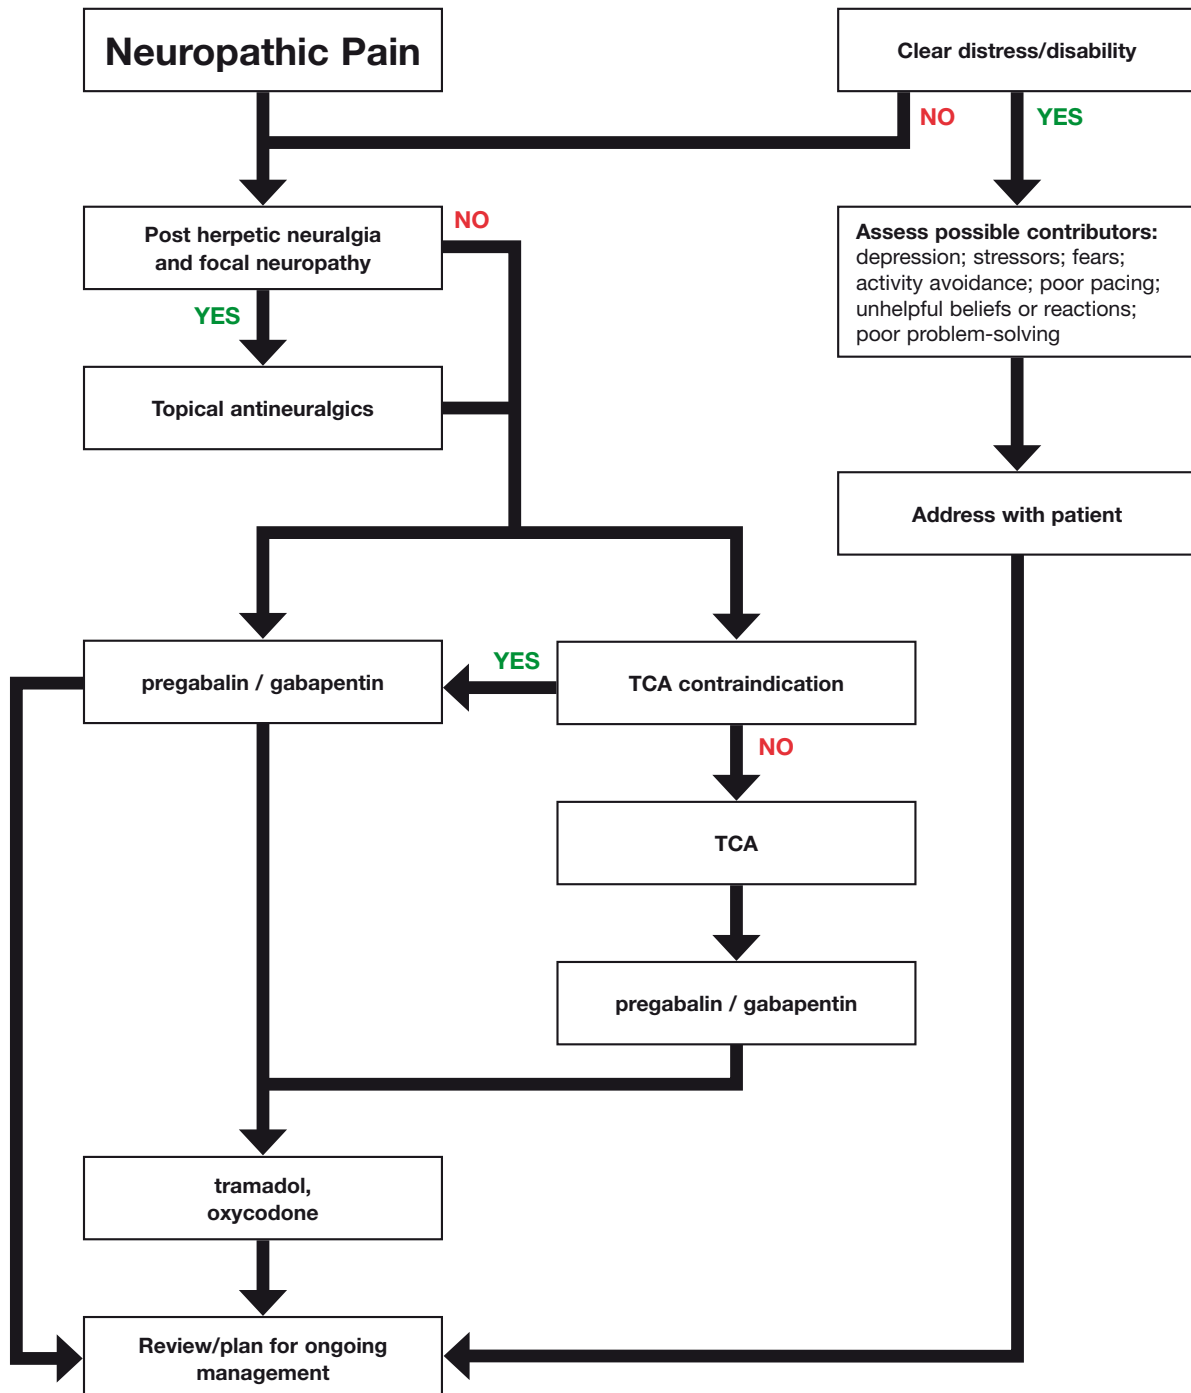 Neuropathic Pain
Clear distress/disability
NO
YES
Post herpetic neuralgia
and focal neuropathy
NO
Assess possible contributors:
depression; stressors; fears;
activity avoidance; poor pacing;
unhelpful beliefs or reactions;
poor problem-solving
YES
Topical antineuralgics
Address with patient
pregabalin / gabapentin
YES
TCA contraindication
NO
TCA
pregabalin / gabapentin
tramadol,
oxycodone
Review/plan for ongoing
management